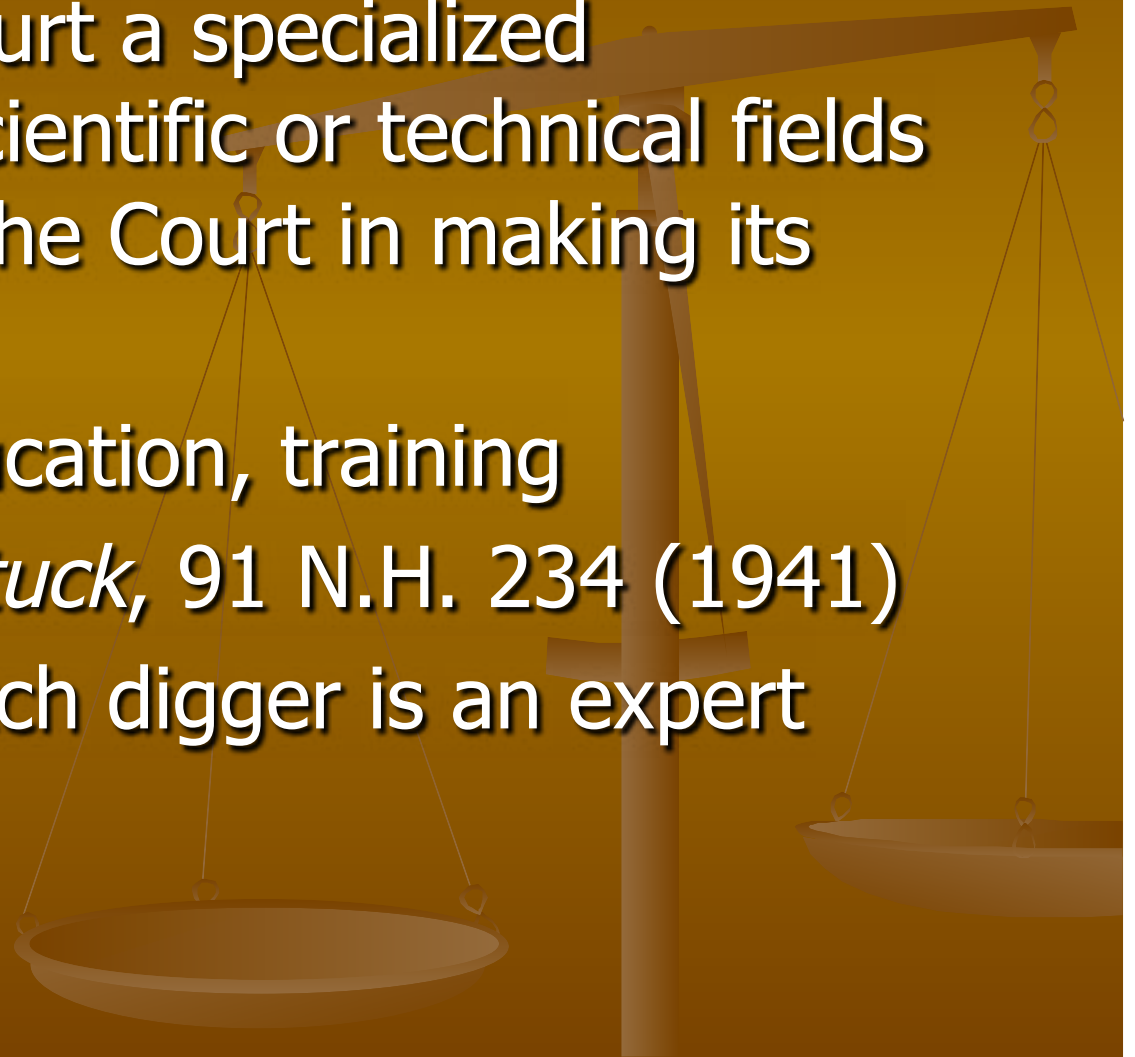 urt a specialized
cientific or technical fields
he Court in making its
cation, training
tuck, 91 N.H. 234 (1941)
ch digger is an expert